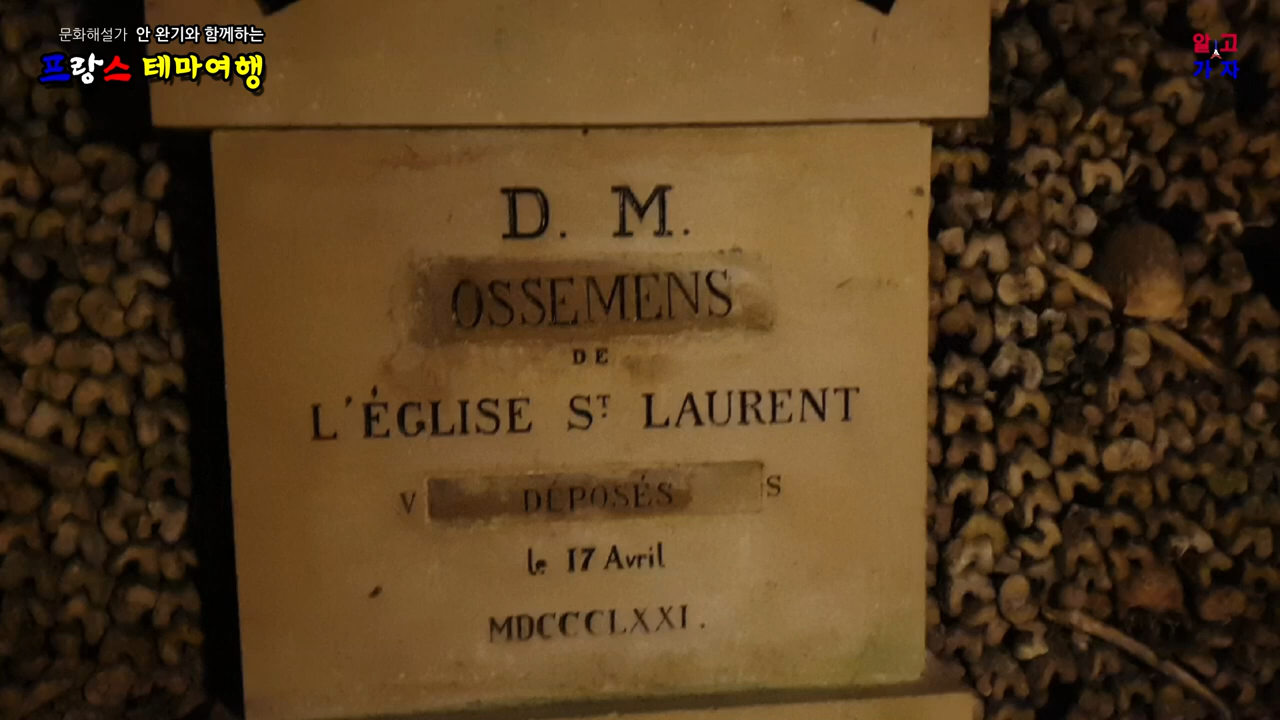 문화해설가 안 완기와 함께하는
프랑스 테마여행
알고
가자
D. M.
OSSEMENS
DE
L'ÉGLISE S^T LAURENT
V DÉPOSÉS S
le 17 Avril
MDCCCLXXI.